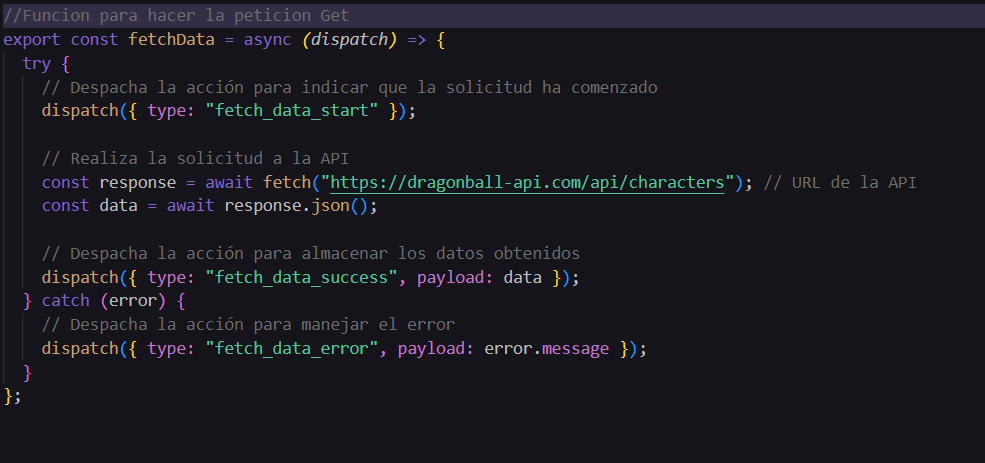 //Funcion para hacer la peticion Get
export const fetchData = async (dispatch) => {
  try {
    // Despacha la acción para indicar que la solicitud ha comenzado
    dispatch({ type: "fetch_data_start" });

    // Realiza la solicitud a la API
    const response = await fetch("https://dragonball-api.com/api/characters"); // URL de la API
    const data = await response.json();

    // Despacha la acción para almacenar los datos obtenidos
    dispatch({ type: "fetch_data_success", payload: data });
  } catch (error) {
    // Despacha la acción para manejar el error
    dispatch({ type: "fetch_data_error", payload: error.message });
  }
};